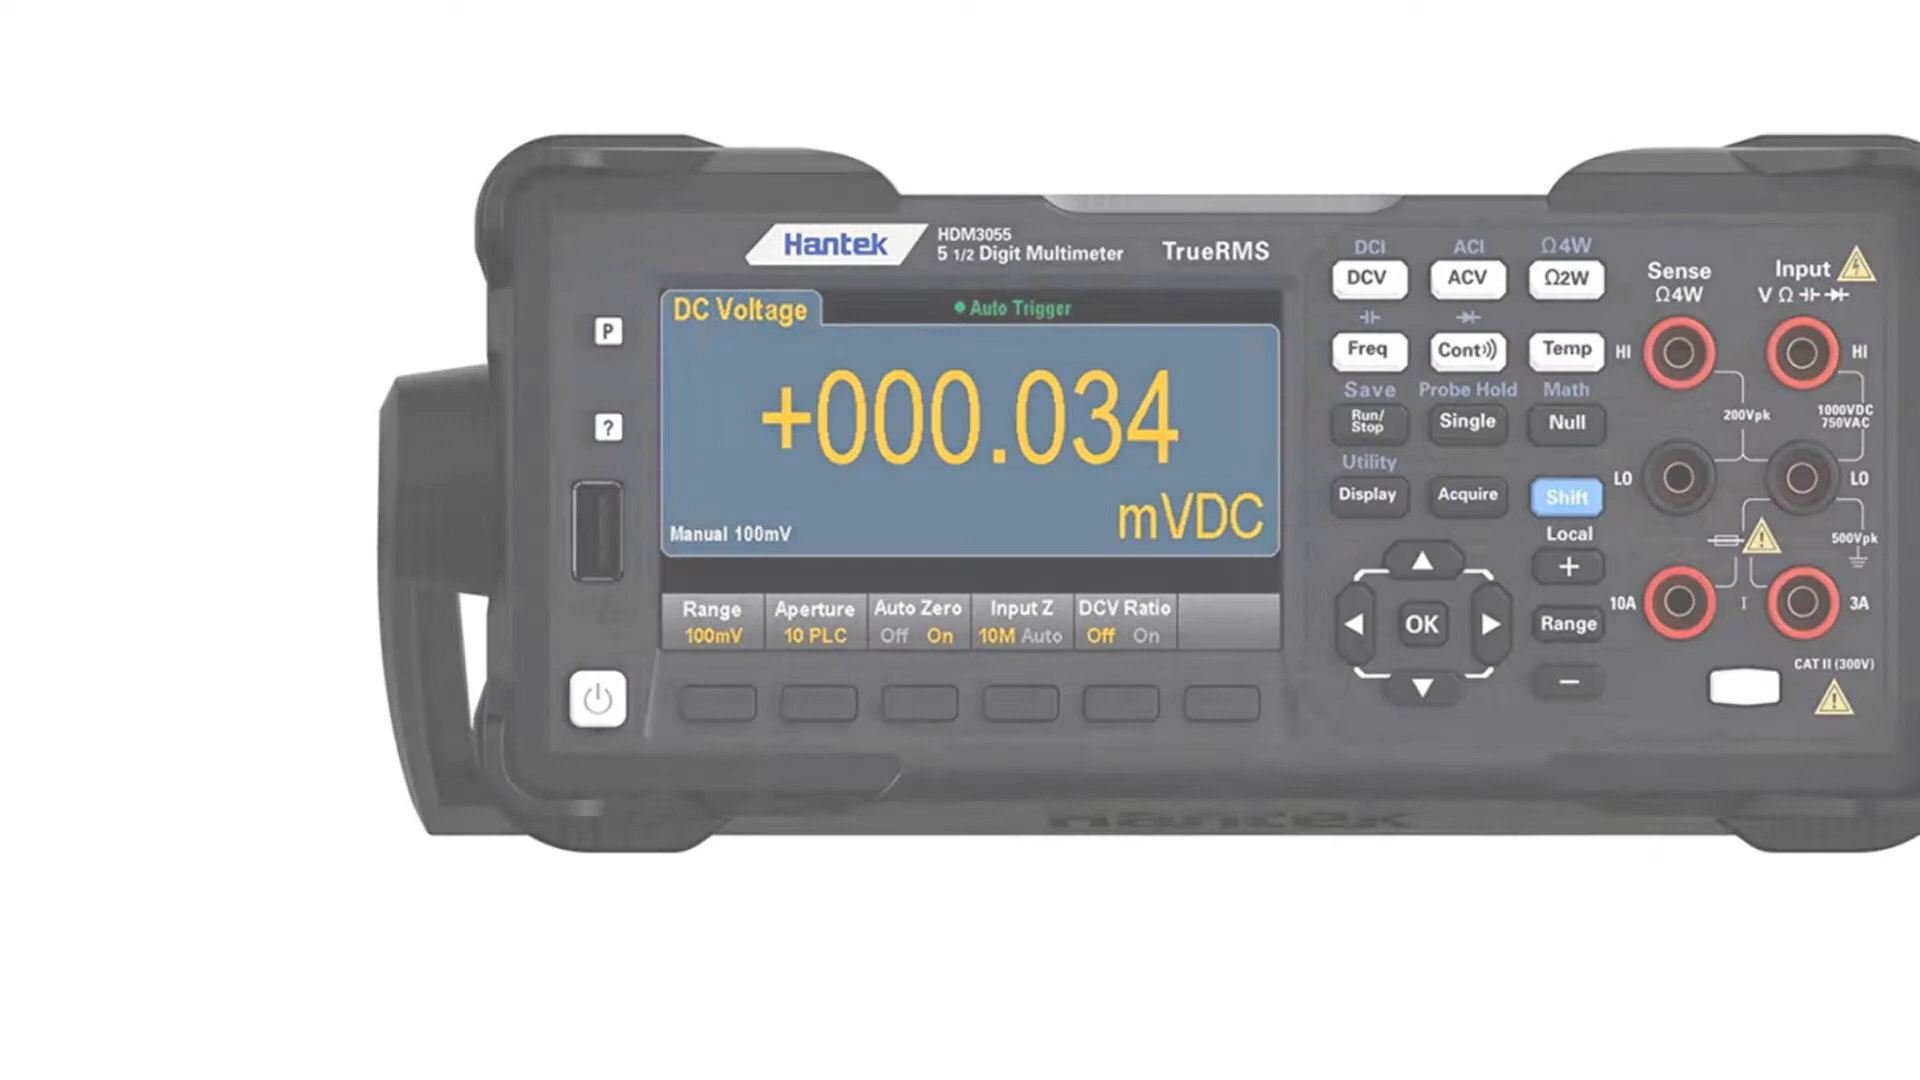 Hantek
HDM3055
5 1/2 Digit Multimeter
TrueRMS
DC Voltage
Auto Trigger
+000.034
mVDC
Manual 100mV
Range
100mV
Aperture
10 PLC
Auto Zero
Off On
Input Z
10M Auto
DCV Ratio
Off On
P
?
DCI
ACI
Ω4W
DCV
ACV
Ω2W
Freq
Cont
Temp
Save
Probe Hold
Math
Run/
Stop
Single
Null
Utility
Display
Acquire
Shift
Local
+
OK
Range
−
Sense
Ω4W
Input
V Ω
HI
HI
200Vpk
1000VDC
750VAC
LO
LO
500Vpk
10A
I
3A
CAT II (300V)
Hantek